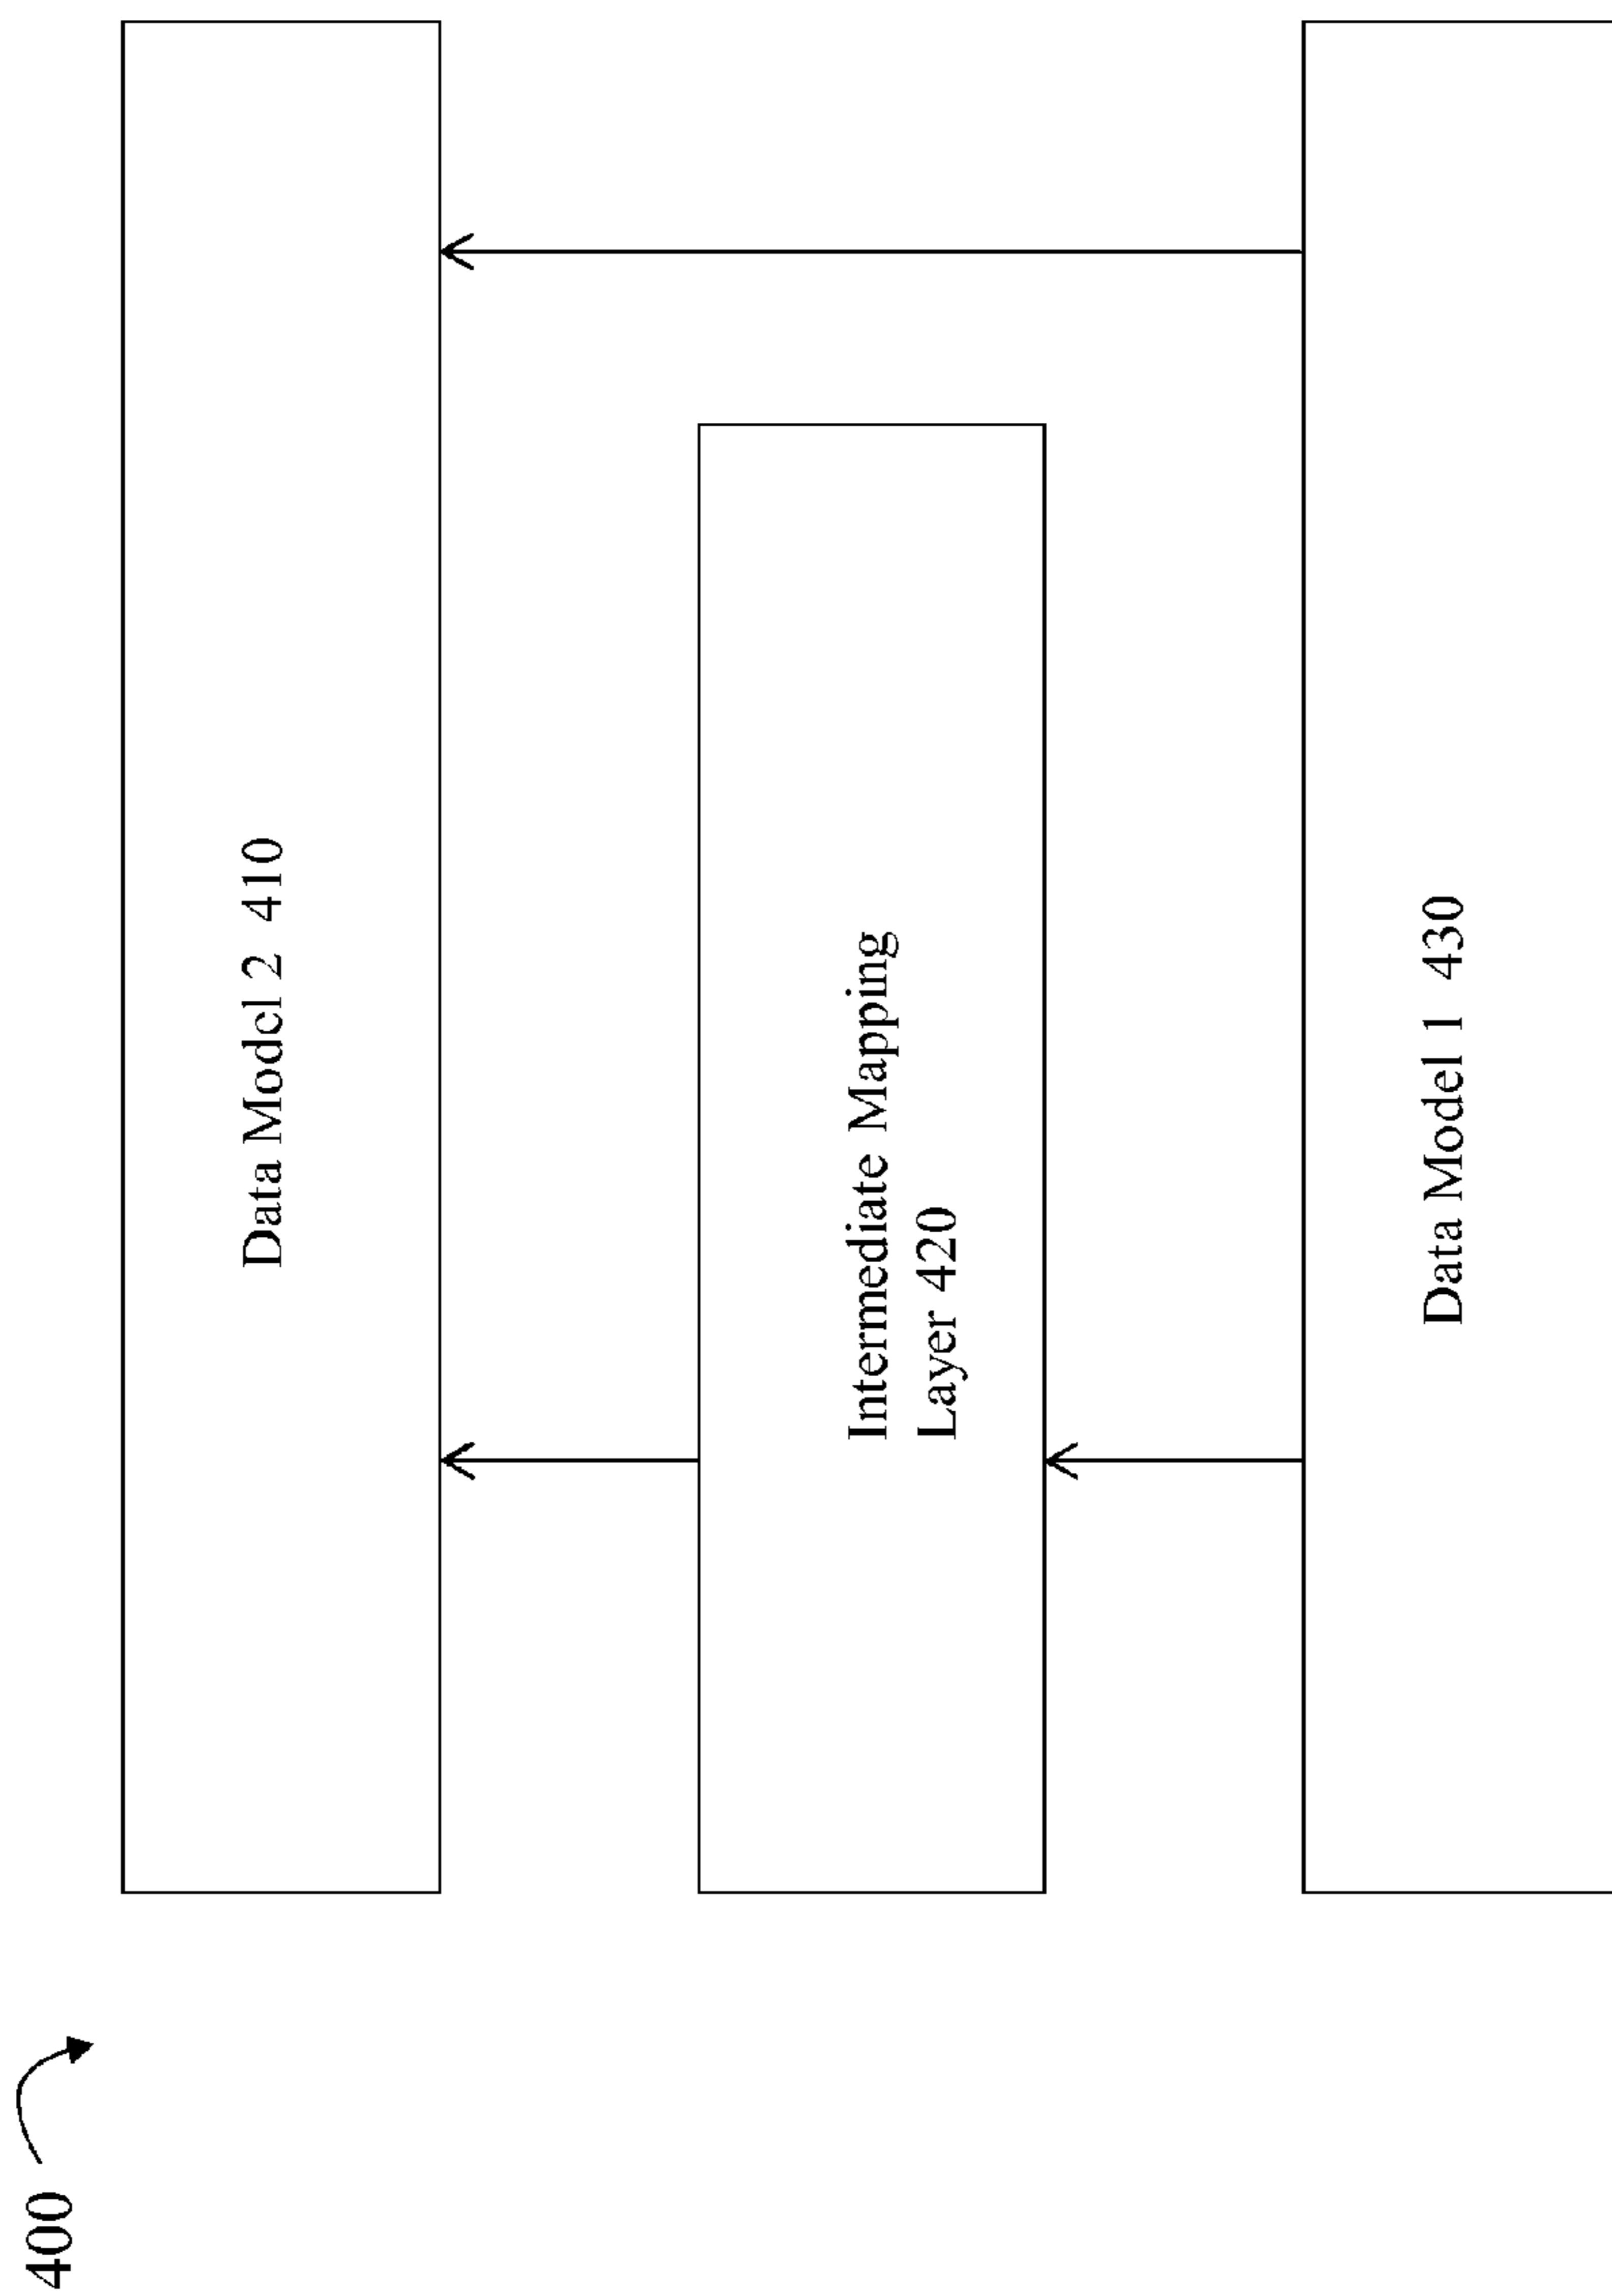 400
Data Model 2 410
Intermediate Mapping
Layer 420
Data Model 1 430